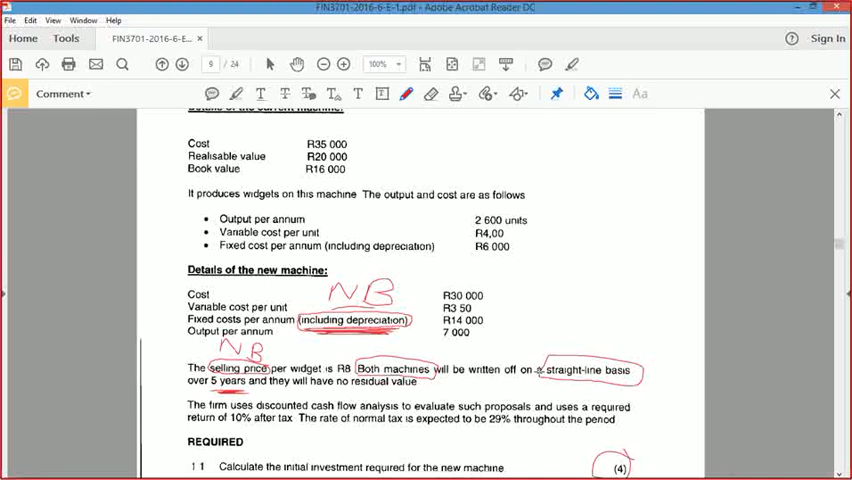 FIN3701-2016-6-E-1.pdf - Adobe Acrobat Reader DC
File Edit View Window Help
Home Tools FIN3701-2016-6-E... × Sign In
9 / 24 100%
Comment
Details of the current machine:
Cost R35 000
Realisable value R20 000
Book value R16 000
It produces widgets on this machine The output and cost are as follows
• Output per annum 2 600 units
• Variable cost per unit R4,00
• Fixed cost per annum (including depreciation) R6 000
Details of the new machine:
NB
Cost R30 000
Variable cost per unit R3 50
Fixed costs per annum (including depreciation) R14 000
Output per annum 7 000
NB
The selling price per widget is R8 Both machines will be written off on a straight-line basis
over 5 years and they will have no residual value
The firm uses discounted cash flow analysis to evaluate such proposals and uses a required
return of 10% after tax The rate of normal tax is expected to be 29% throughout the period
REQUIRED
1 1 Calculate the initial investment required for the new machine (4)